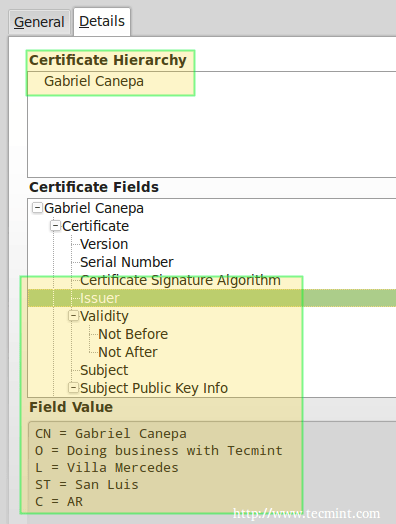 General Details
Certificate Hierarchy
Gabriel Canepa
Certificate Fields
Gabriel Canepa
Certificate
Version
Serial Number
Certificate Signature Algorithm
Issuer
Validity
Not Before
Not After
Subject
Subject Public Key Info
Field Value
CN = Gabriel Canepa
O = Doing business with Tecmint
L = Villa Mercedes
ST = San Luis
C = AR
http://www.tecmint.com